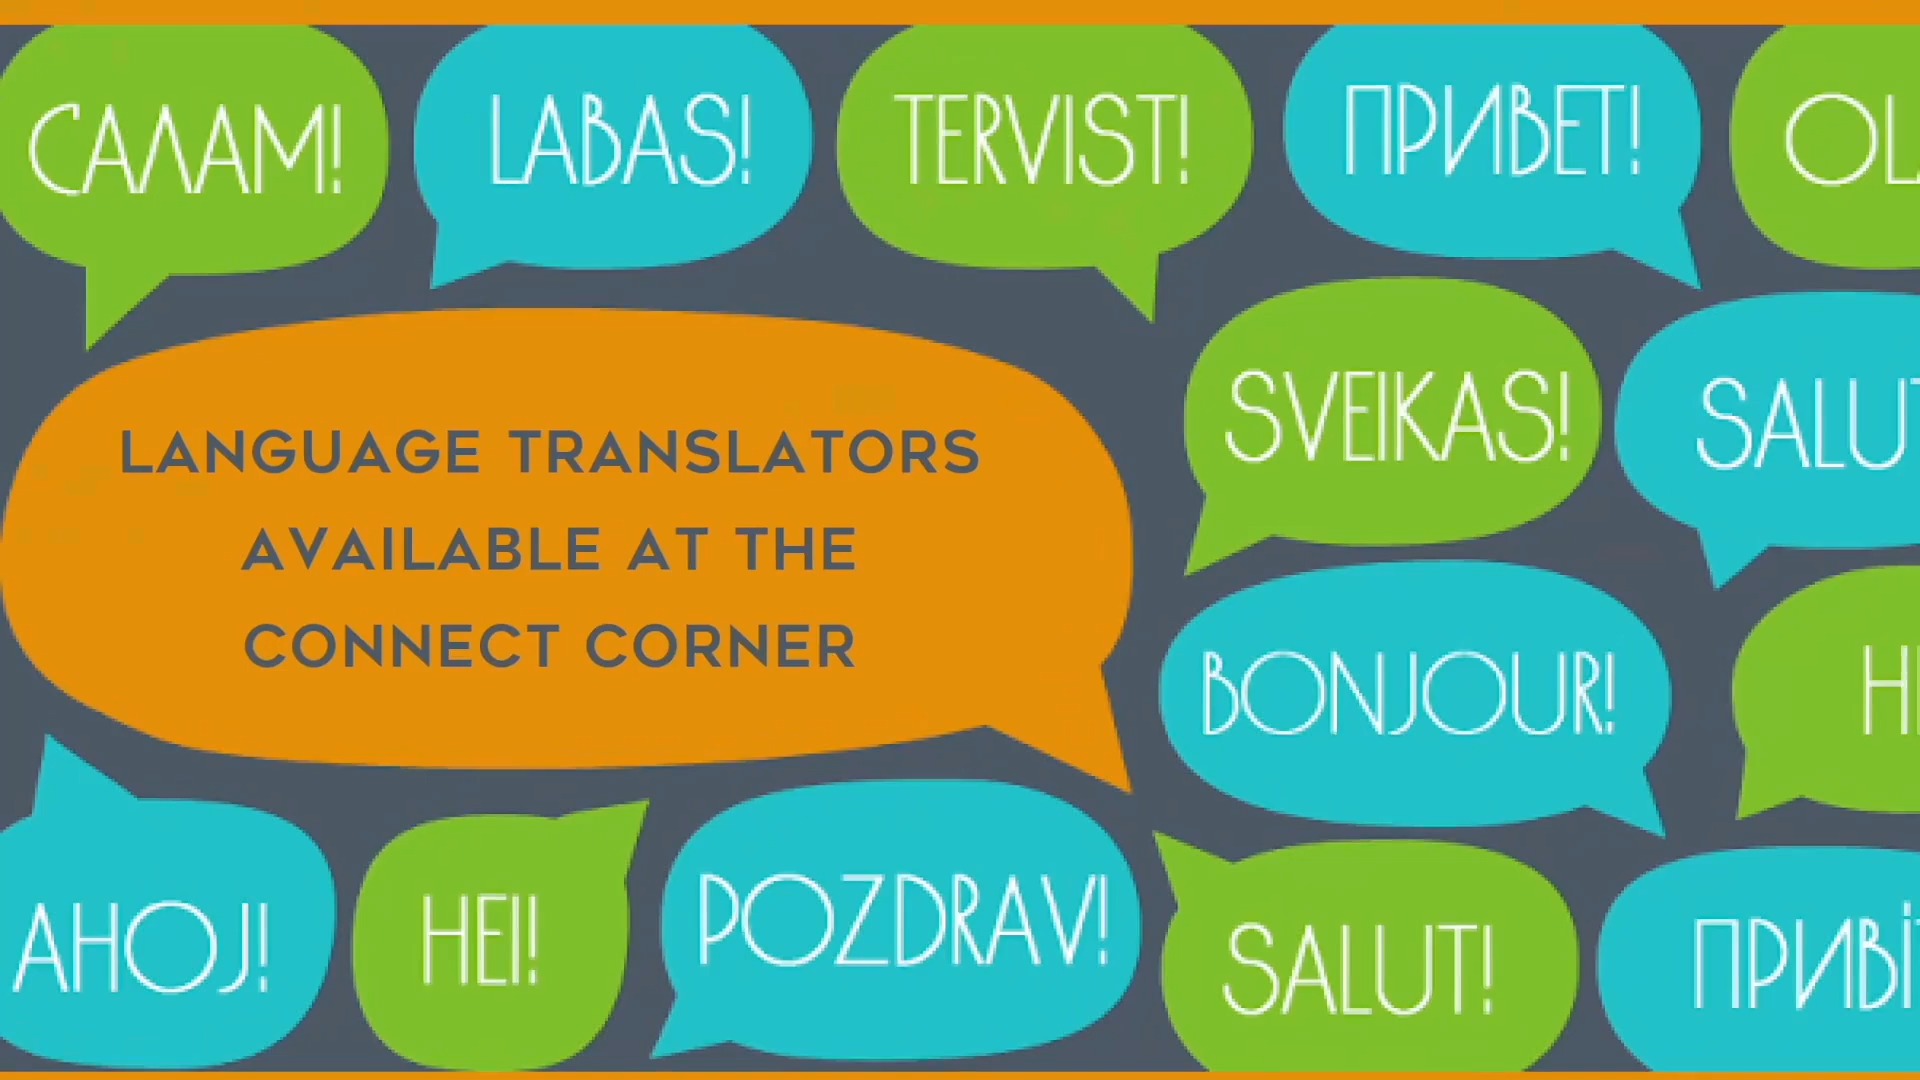 САЛАМ!
LABAS!
TERVIST!
ПРИВЕТ!
SVEIKAS!
LANGUAGE TRANSLATORS
AVAILABLE AT THE
CONNECT CORNER
BONJOUR!
AHOJ!
HEI!
POZDRAV!
SALUT!